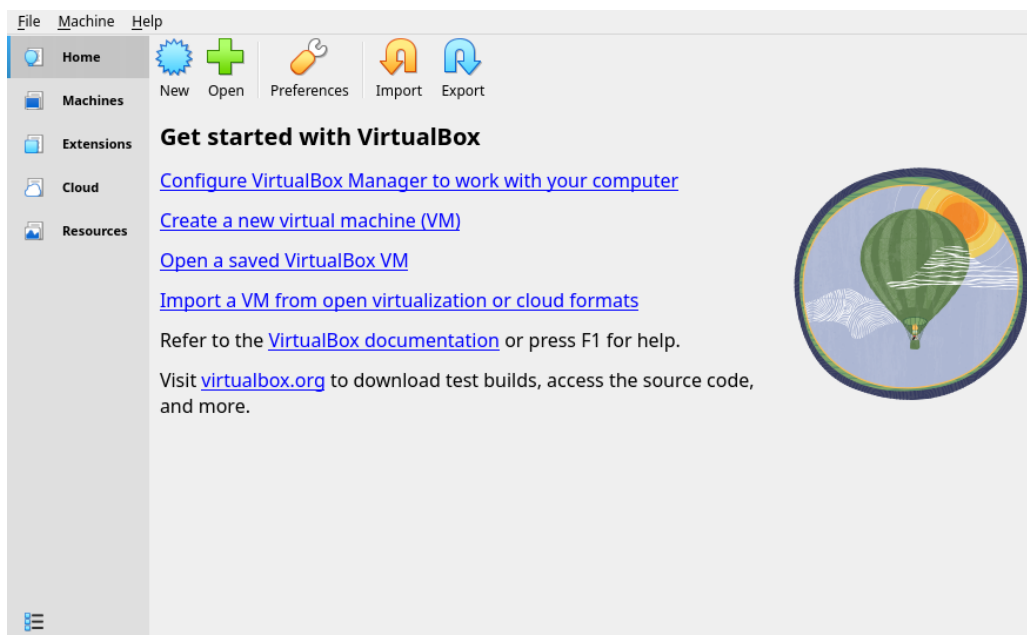 File Machine Help
Home
Machines
Extensions
Cloud
Resources
New Open Preferences Import Export
Get started with VirtualBox
Configure VirtualBox Manager to work with your computer
Create a new virtual machine (VM)
Open a saved VirtualBox VM
Import a VM from open virtualization or cloud formats
Refer to the VirtualBox documentation or press F1 for help.
Visit virtualbox.org to download test builds, access the source code,
and more.